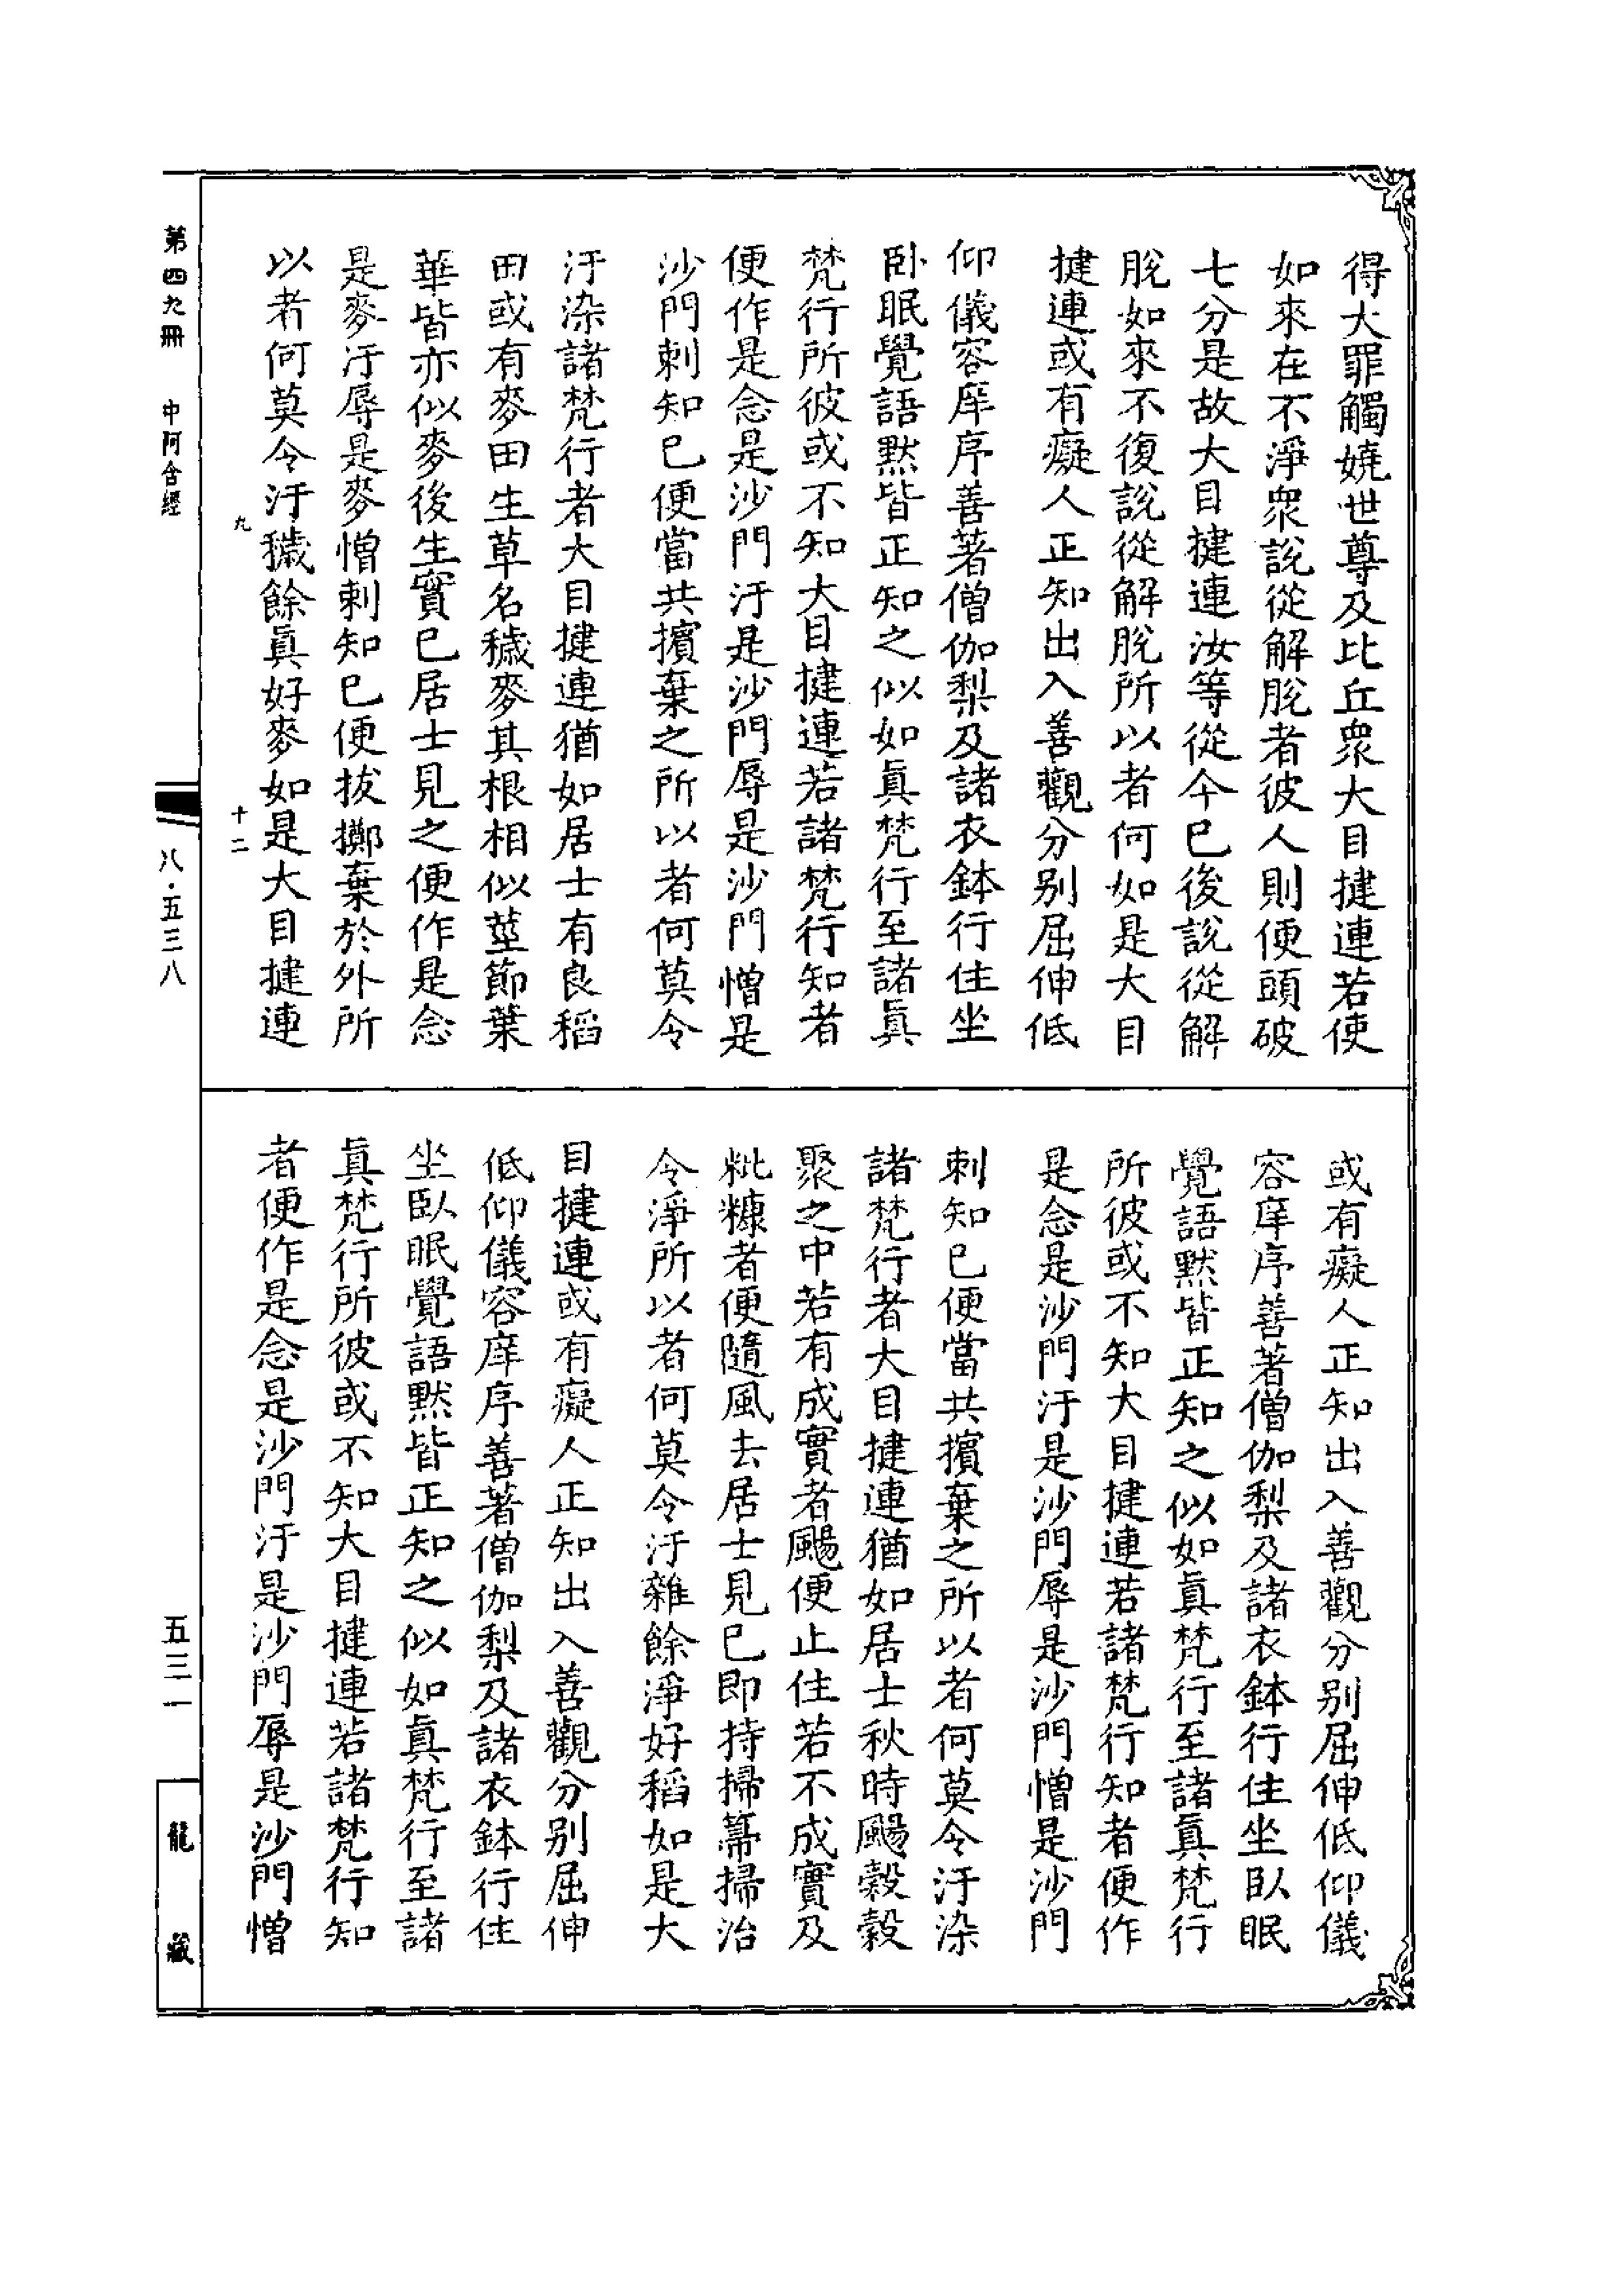 得大罪觸嬈世尊及比丘衆大目揵連若使
如來在不淨衆說從解脫者彼人則便頭破
七分是故大目揵連汝等從今已後說從解
脫如來不復說從解脫所以者何如是大目
揵連或有癡人正知出入善觀分别屈伸低
仰儀容庠序善著僧伽梨及諸衣鉢行住坐
卧眠覺語黙皆正知之似如眞梵行至諸眞
梵行所彼或不知大目揵連若諸梵行知者
便作是念是沙門汙是沙門辱是沙門憎是
沙門刺知已便當共擯棄之所以者何莫令
汙染諸梵行者大目揵連猶如居士有良稻
田或有麥田生草名穢麥其根相似莖節葉
華皆亦似麥後生實已居士見之便作是念
是麥汙辱是麥憎刺知已便拔擲棄於外所
以者何莫令汙穢餘眞好麥如是大目揵連
或有癡人正知出入善觀分别屈伸低仰儀
容庠序善著僧伽梨及諸衣鉢行住坐臥眠
覺語黙皆正知之似如眞梵行至諸眞梵行
所彼或不知大目揵連若諸梵行知者便作
是念是沙門汙是沙門辱是沙門憎是沙門
刺知已便當共擯棄之所以者何莫令汙染
諸梵行者大目揵連猶如居士秋時颺穀穀
聚之中若有成實者颺便止住若不成實及
粃糠者便隨風去居士見已即持掃箒掃治
令淨所以者何莫令汙雜餘淨好稻如是大
目揵連或有癡人正知出入善觀分别屈伸
低仰儀容庠序善著僧伽梨及諸衣鉢行住
坐臥眠覺語黙皆正知之似如眞梵行至諸
眞梵行所彼或不知大目揵連若諸梵行知
者便作是念是沙門汙是沙門辱是沙門憎
九
十二
第四九冊 中阿含經
八·五三八
五三一
龍藏